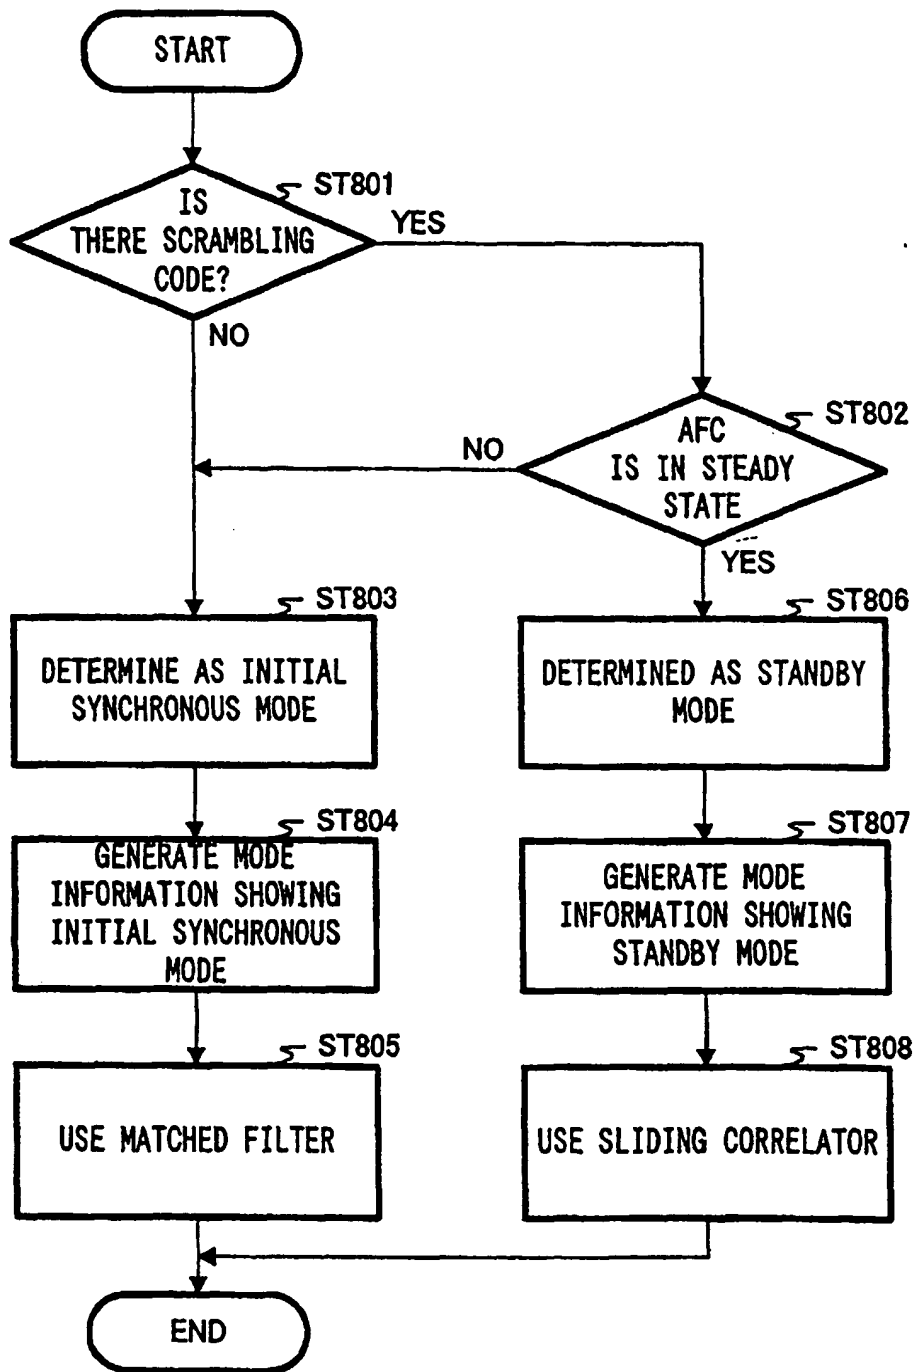 START
ST801
IS
THERE SCRAMBLING
CODE?
YES
NO
ST802
AFC
IS IN STEADY
STATE
NO
YES
ST803
DETERMINE AS INITIAL
SYNCHRONOUS MODE
ST806
DETERMINED AS STANDBY
MODE
ST804
GENERATE MODE
INFORMATION SHOWING
INITIAL SYNCHRONOUS
MODE
ST807
GENERATE MODE
INFORMATION SHOWING
STANDBY MODE
ST805
USE MATCHED FILTER
ST808
USE SLIDING CORRELATOR
END